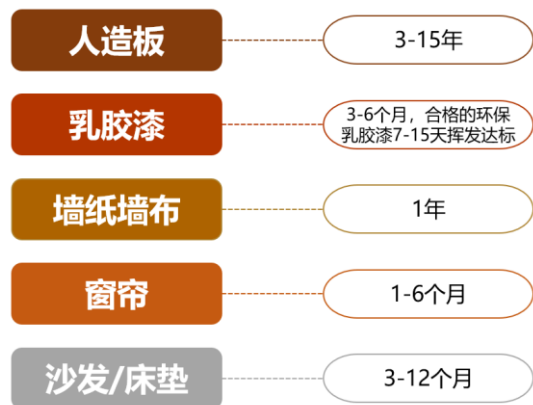 人造板
3-15年
乳胶漆
3-6个月，合格的环保
乳胶漆7-15天挥发达标
墙纸墙布
1年
窗帘
1-6个月
沙发/床垫
3-12个月